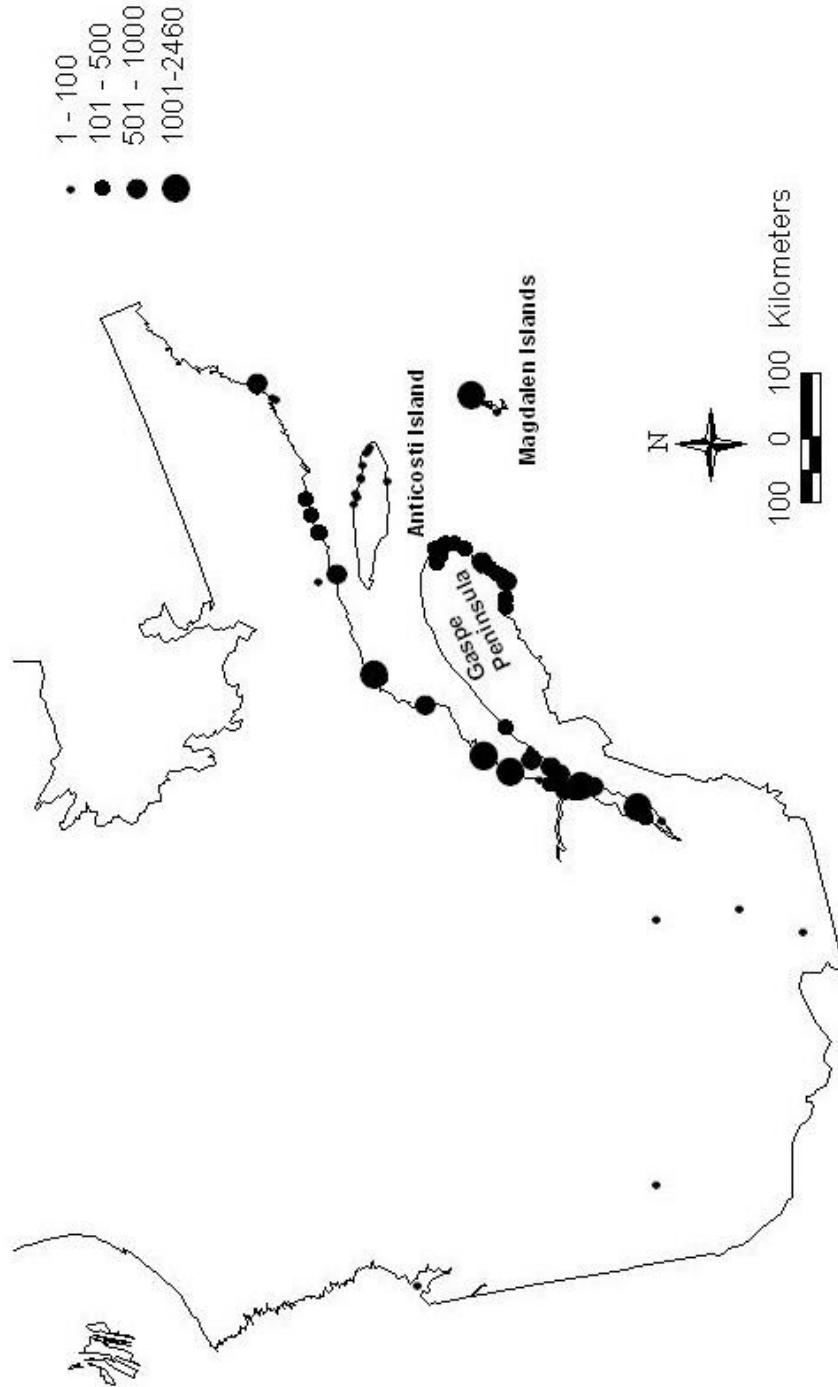 1 - 100
101 - 500
501 - 1000
1001-2460
Anticosti Island
Magdalen Islands
Gaspe
Peninsula
N
100 0 100 Kilometers